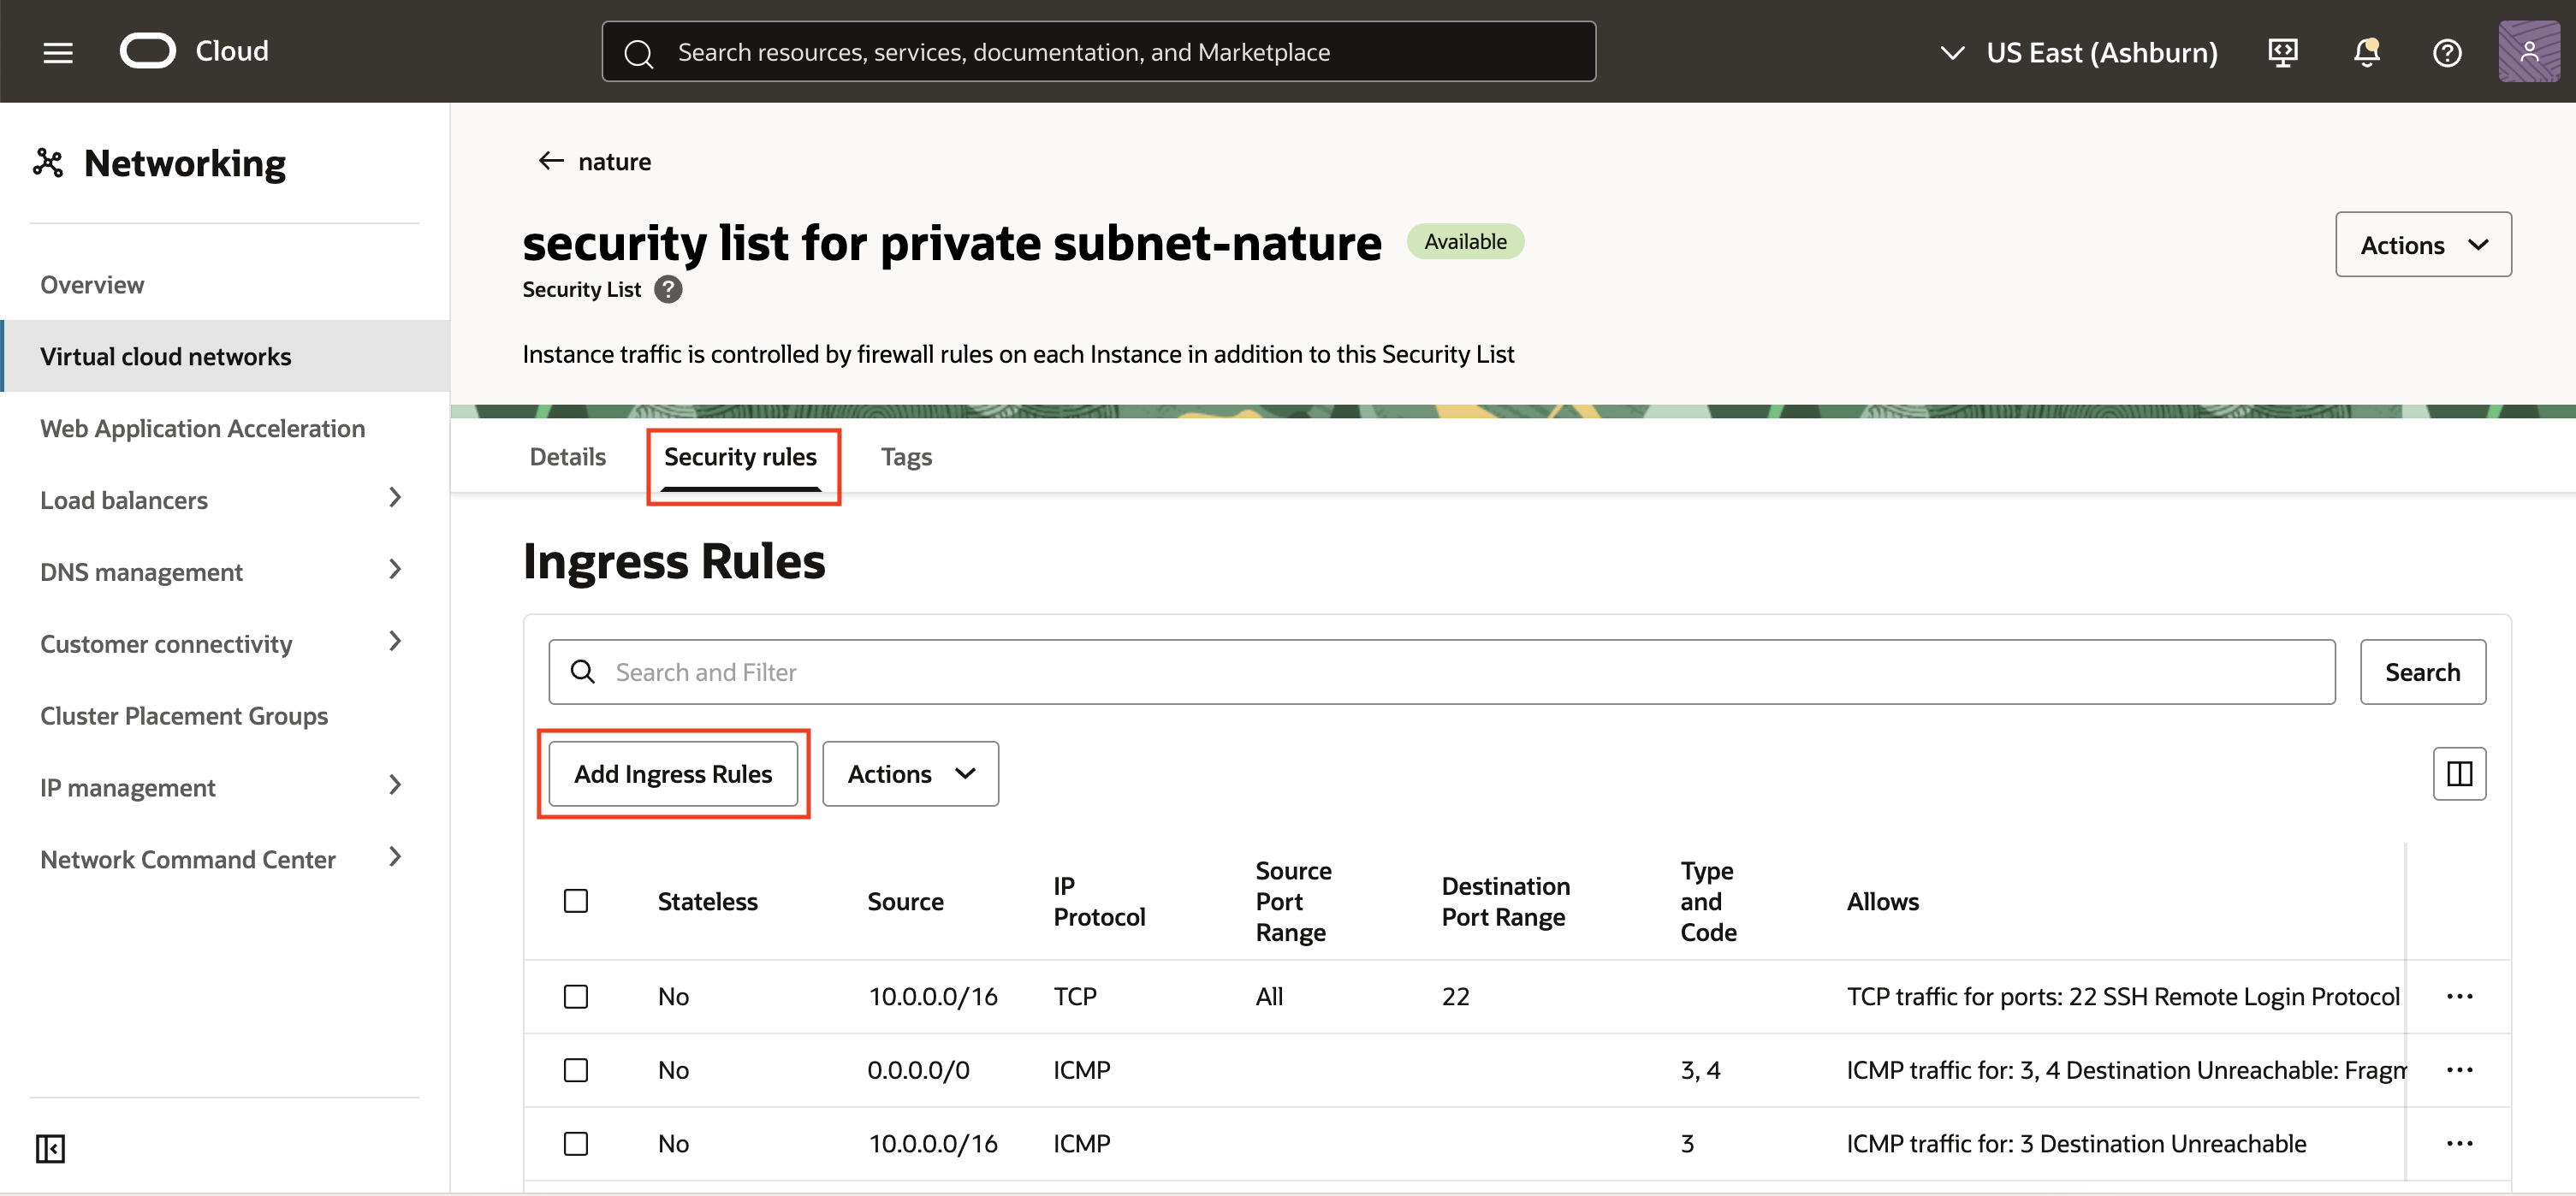 Cloud
Search resources, services, documentation, and Marketplace
US East (Ashburn)
Networking
Overview
Virtual cloud networks
Web Application Acceleration
Load balancers
DNS management
Customer connectivity
Cluster Placement Groups
IP management
Network Command Center
nature
security list for private subnet-nature
Available
Actions
Security List
Instance traffic is controlled by firewall rules on each Instance in addition to this Security List
Details
Security rules
Tags
Ingress Rules
Search and Filter
Search
Add Ingress Rules
Actions
Stateless
Source
IP
Protocol
Source
Port
Range
Destination
Port Range
Type
and
Code
Allows
No 10.0.0.0/16 TCP All 22 TCP traffic for ports: 22 SSH Remote Login Protocol
No 0.0.0.0/0 ICMP 3, 4 ICMP traffic for: 3, 4 Destination Unreachable: Fragm
No 10.0.0.0/16 ICMP 3 ICMP traffic for: 3 Destination Unreachable